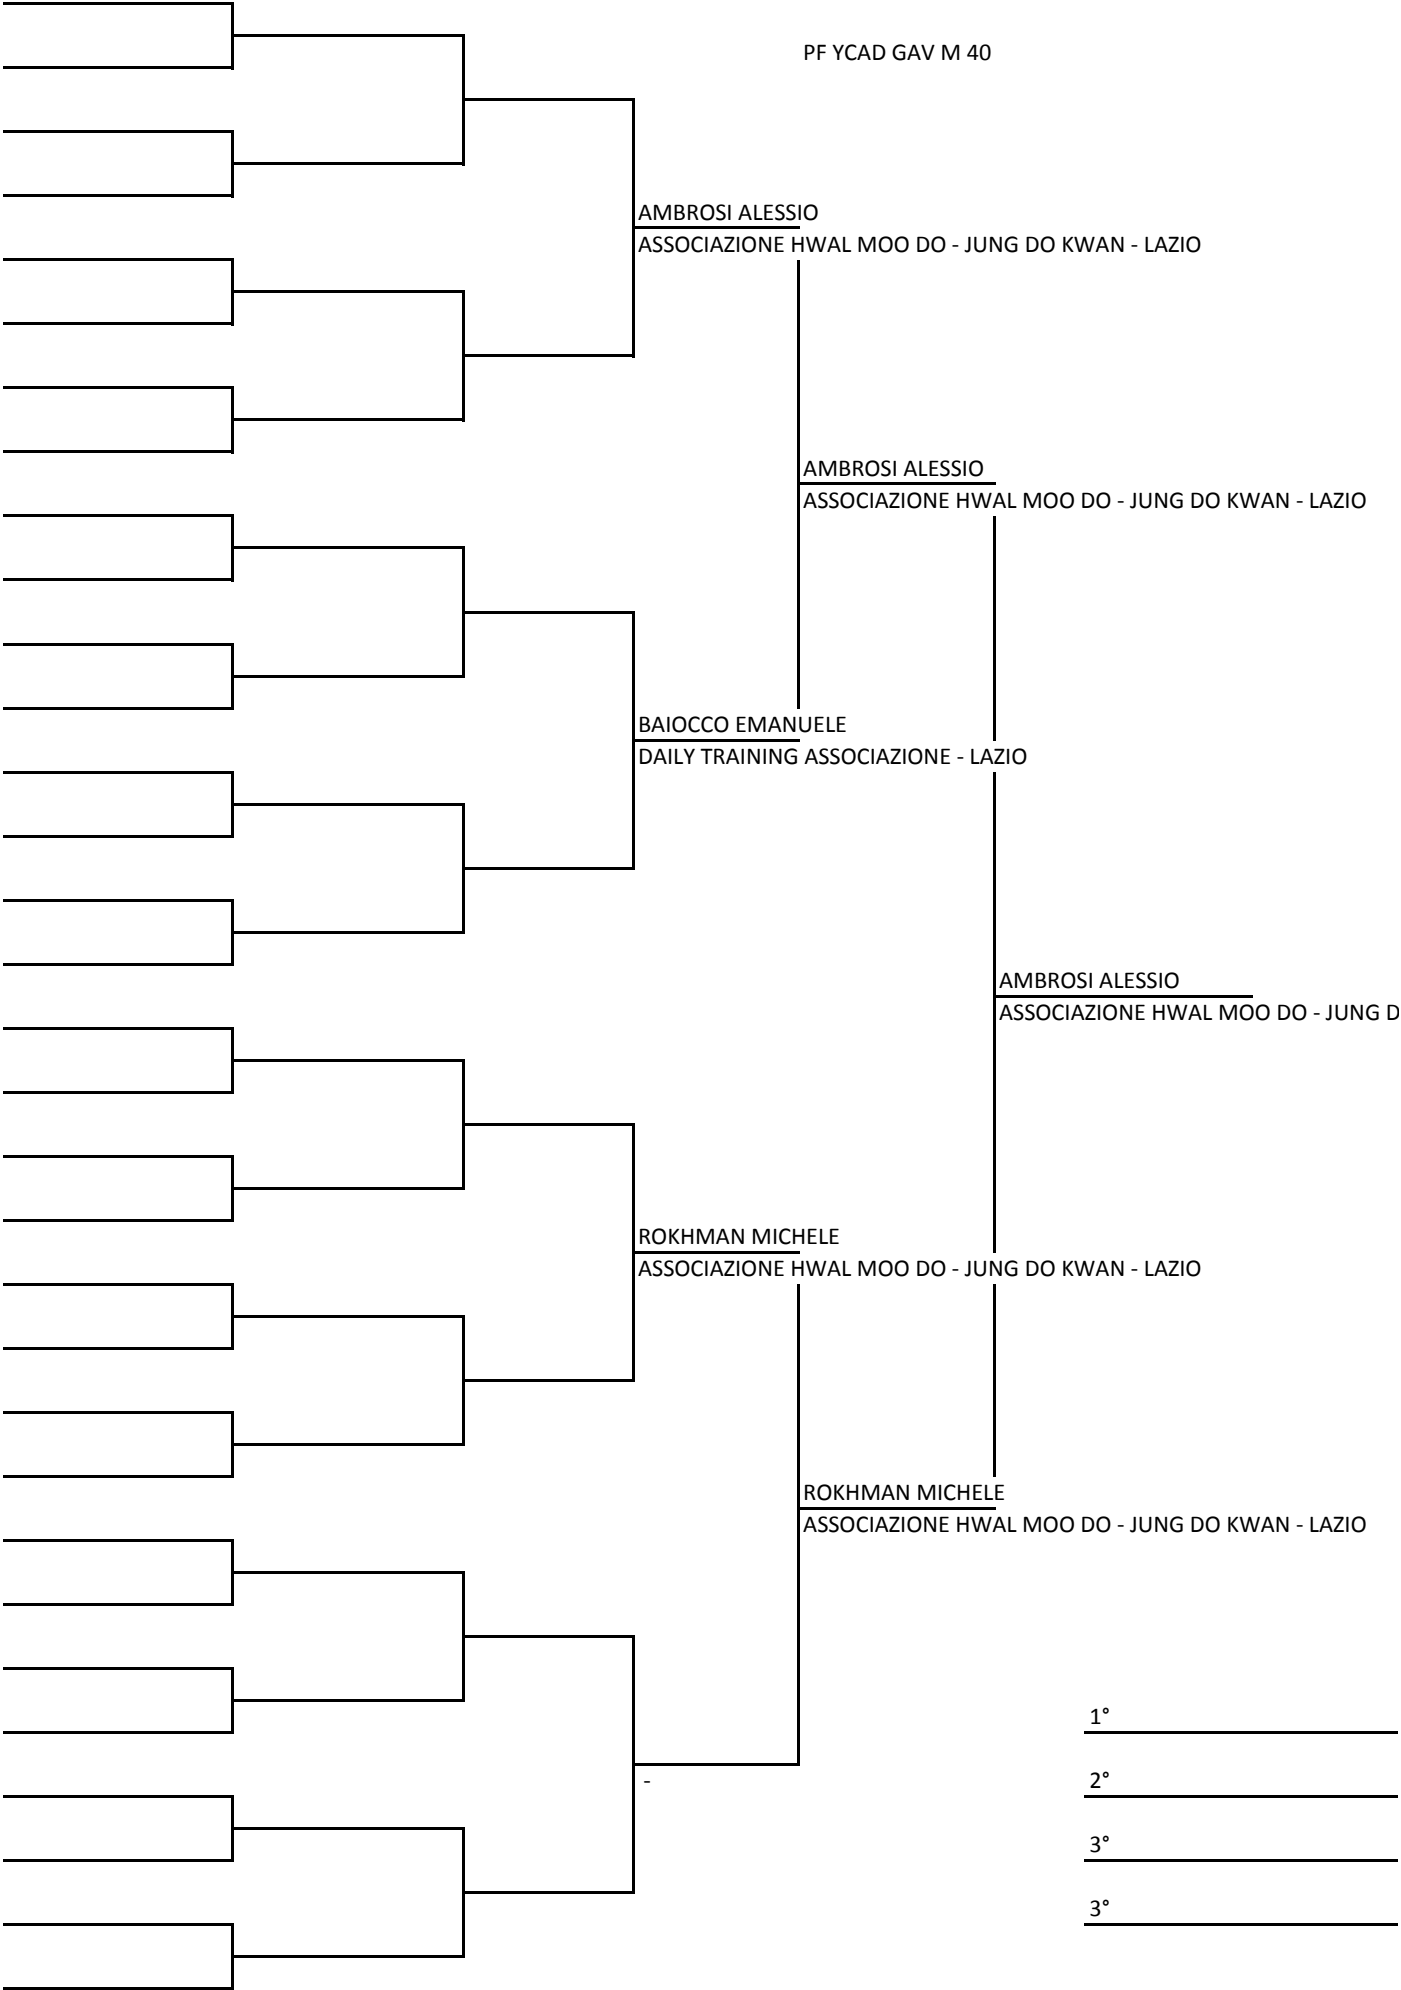 PF YCAD GAV M 40
AMBROSI ALESSIO
ASSOCIAZIONE HWAL MOO DO - JUNG DO KWAN - LAZIO
AMBROSI ALESSIO
ASSOCIAZIONE HWAL MOO DO - JUNG DO KWAN - LAZIO
BAIOCCO EMANUELE
DAILY TRAINING ASSOCIAZIONE - LAZIO
AMBROSI ALESSIO
ASSOCIAZIONE HWAL MOO DO - JUNG D
ROKHMAN MICHELE
ASSOCIAZIONE HWAL MOO DO - JUNG DO KWAN - LAZIO
ROKHMAN MICHELE
ASSOCIAZIONE HWAL MOO DO - JUNG DO KWAN - LAZIO
1°
-
2°
3°
3°